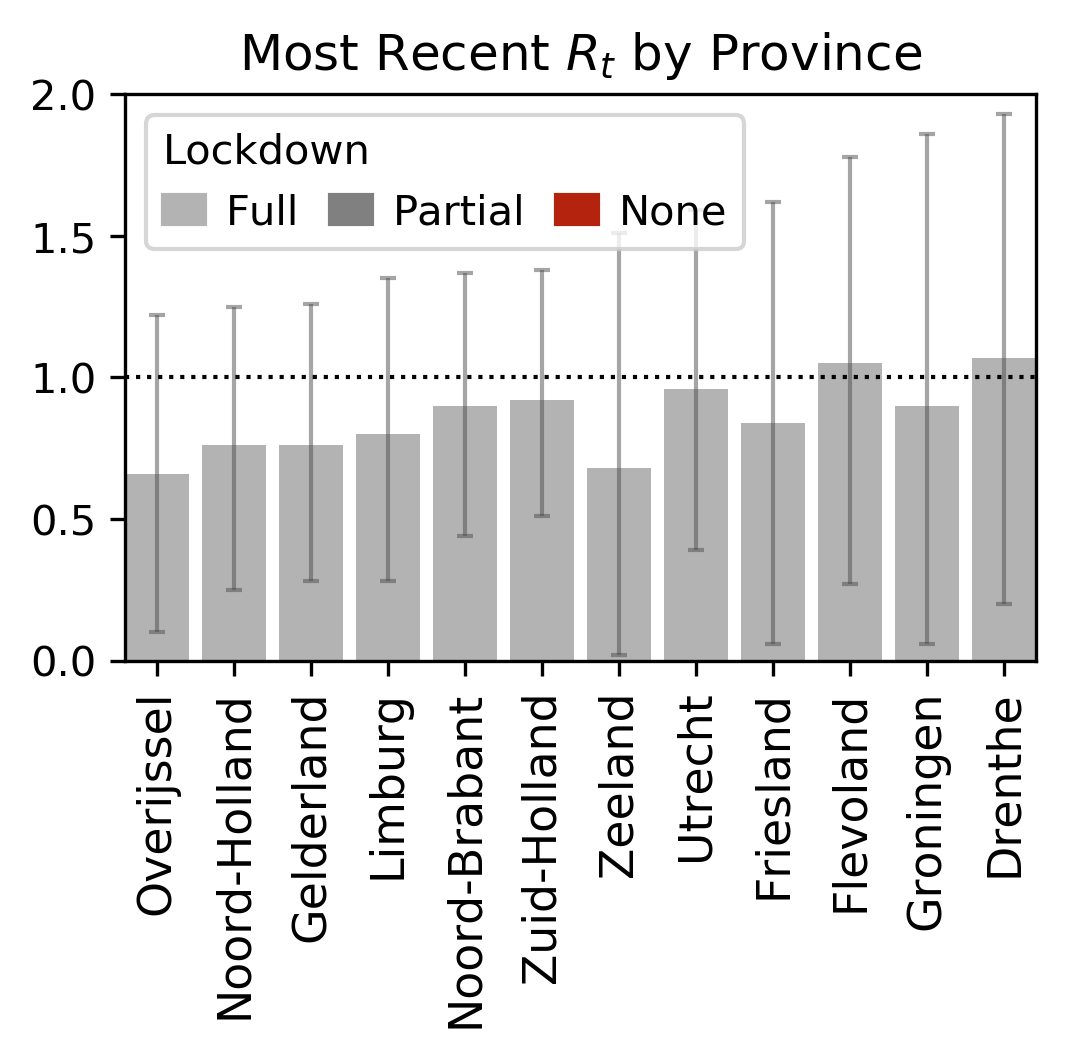 Most Recent Rt by Province
2.0
Lockdown
Full Partial None
1.5
1.0
0.5
0.0
Overijssel
Noord-Holland
Gelderland
Limburg
Noord-Brabant
Zuid-Holland
Zeeland
Utrecht
Friesland
Flevoland
Groningen
Drenthe